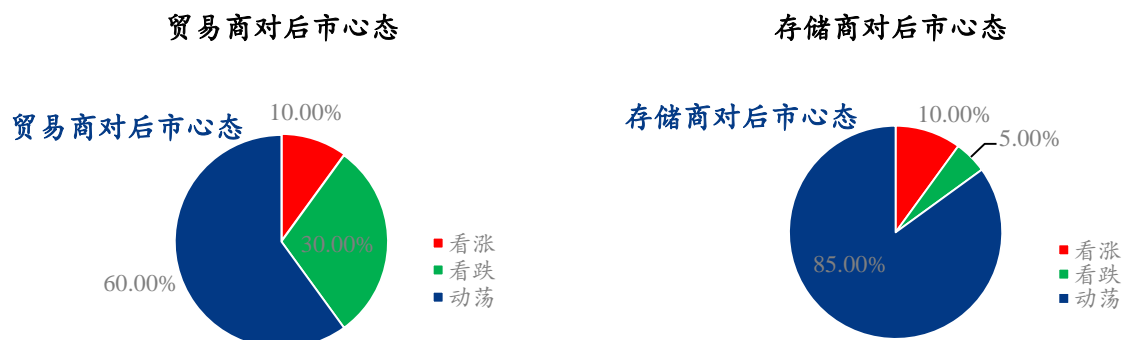 贸易商对后市心态
贸易商对后市心态
10.00%
30.00%
60.00%
看涨
看跌
动荡
存储商对后市心态
存储商对后市心态
10.00%
5.00%
85.00%
看涨
看跌
动荡